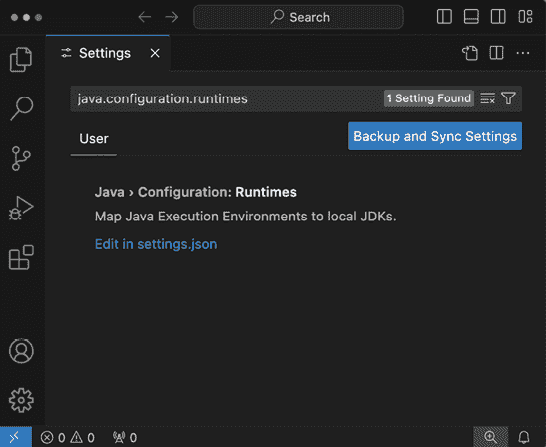 Search
Settings
java.configuration.runtimes
1 Setting Found
User
Backup and Sync Settings
Java › Configuration: Runtimes
Map Java Execution Environments to local JDKs.
Edit in settings.json
0 0 0